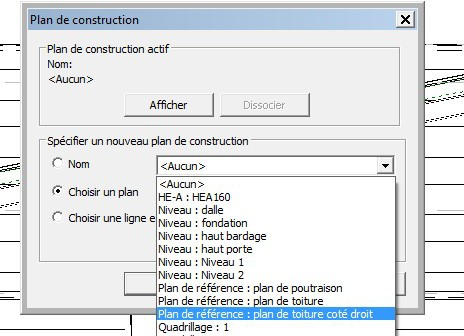 Plan de construction
Plan de construction actif
Nom:
<Aucun>
Afficher
Dissocier
Spécifier un nouveau plan de construction
Nom
<Aucun>
Choisir un plan
Choisir une ligne e
<Aucun>
HE-A : HEA160
Niveau : dalle
Niveau : fondation
Niveau : haut bardage
Niveau : haut porte
Niveau: Niveau 1
Niveau: Niveau 2
Plan de référence : plan de poutraison
Plan de référence : plan de toiture
Plan de référence : plan de toiture coté droit
Quadrillage : 1